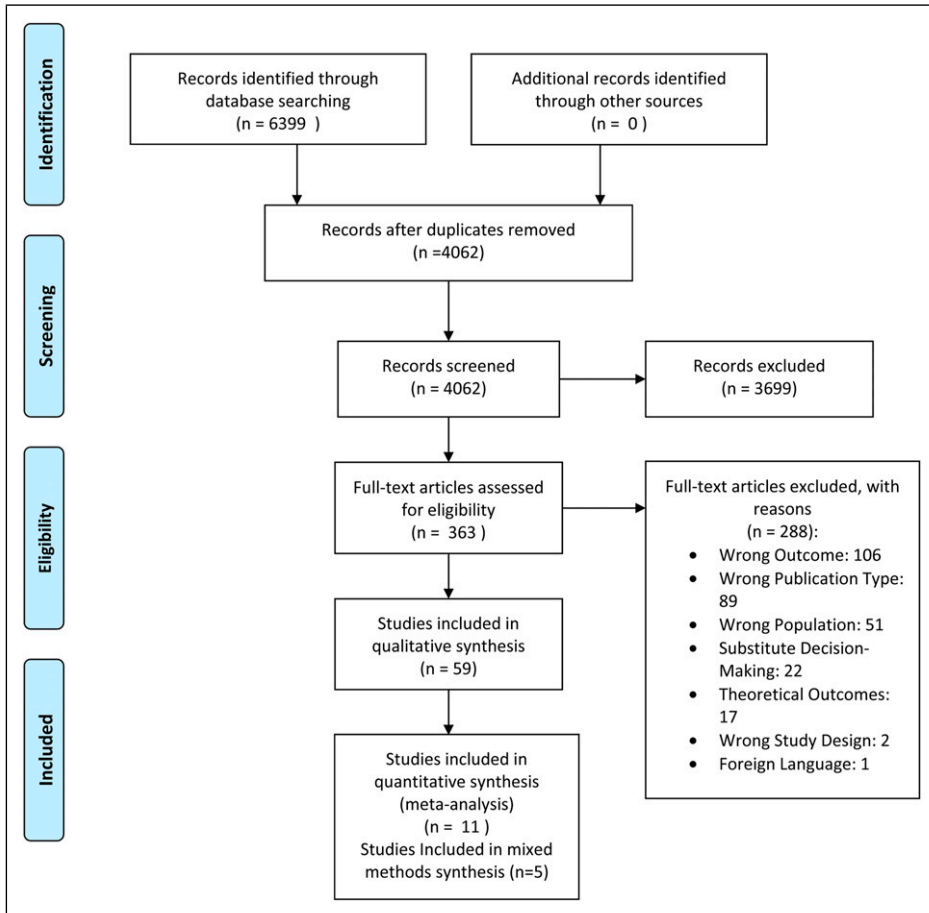 Identification
Records identified through
database searching
(n = 6399  )
Additional records identified
through other sources
(n =  0 )
Records after duplicates removed
(n =4062)
Screening
Records screened
(n = 4062)
Records excluded
(n = 3699)
Eligibility
Full-text articles assessed
for eligibility
(n =  363 )
Full-text articles excluded, with
reasons
(n = 288):
• Wrong Outcome: 106
• Wrong Publication Type:
89
• Wrong Population: 51
• Substitute Decision-
Making: 22
• Theoretical Outcomes:
17
• Wrong Study Design: 2
• Foreign Language: 1
Studies included in
qualitative synthesis
(n = 59)
Included
Studies included in
quantitative synthesis
(meta-analysis)
(n =  11 )
Studies Included in mixed
methods synthesis (n=5)